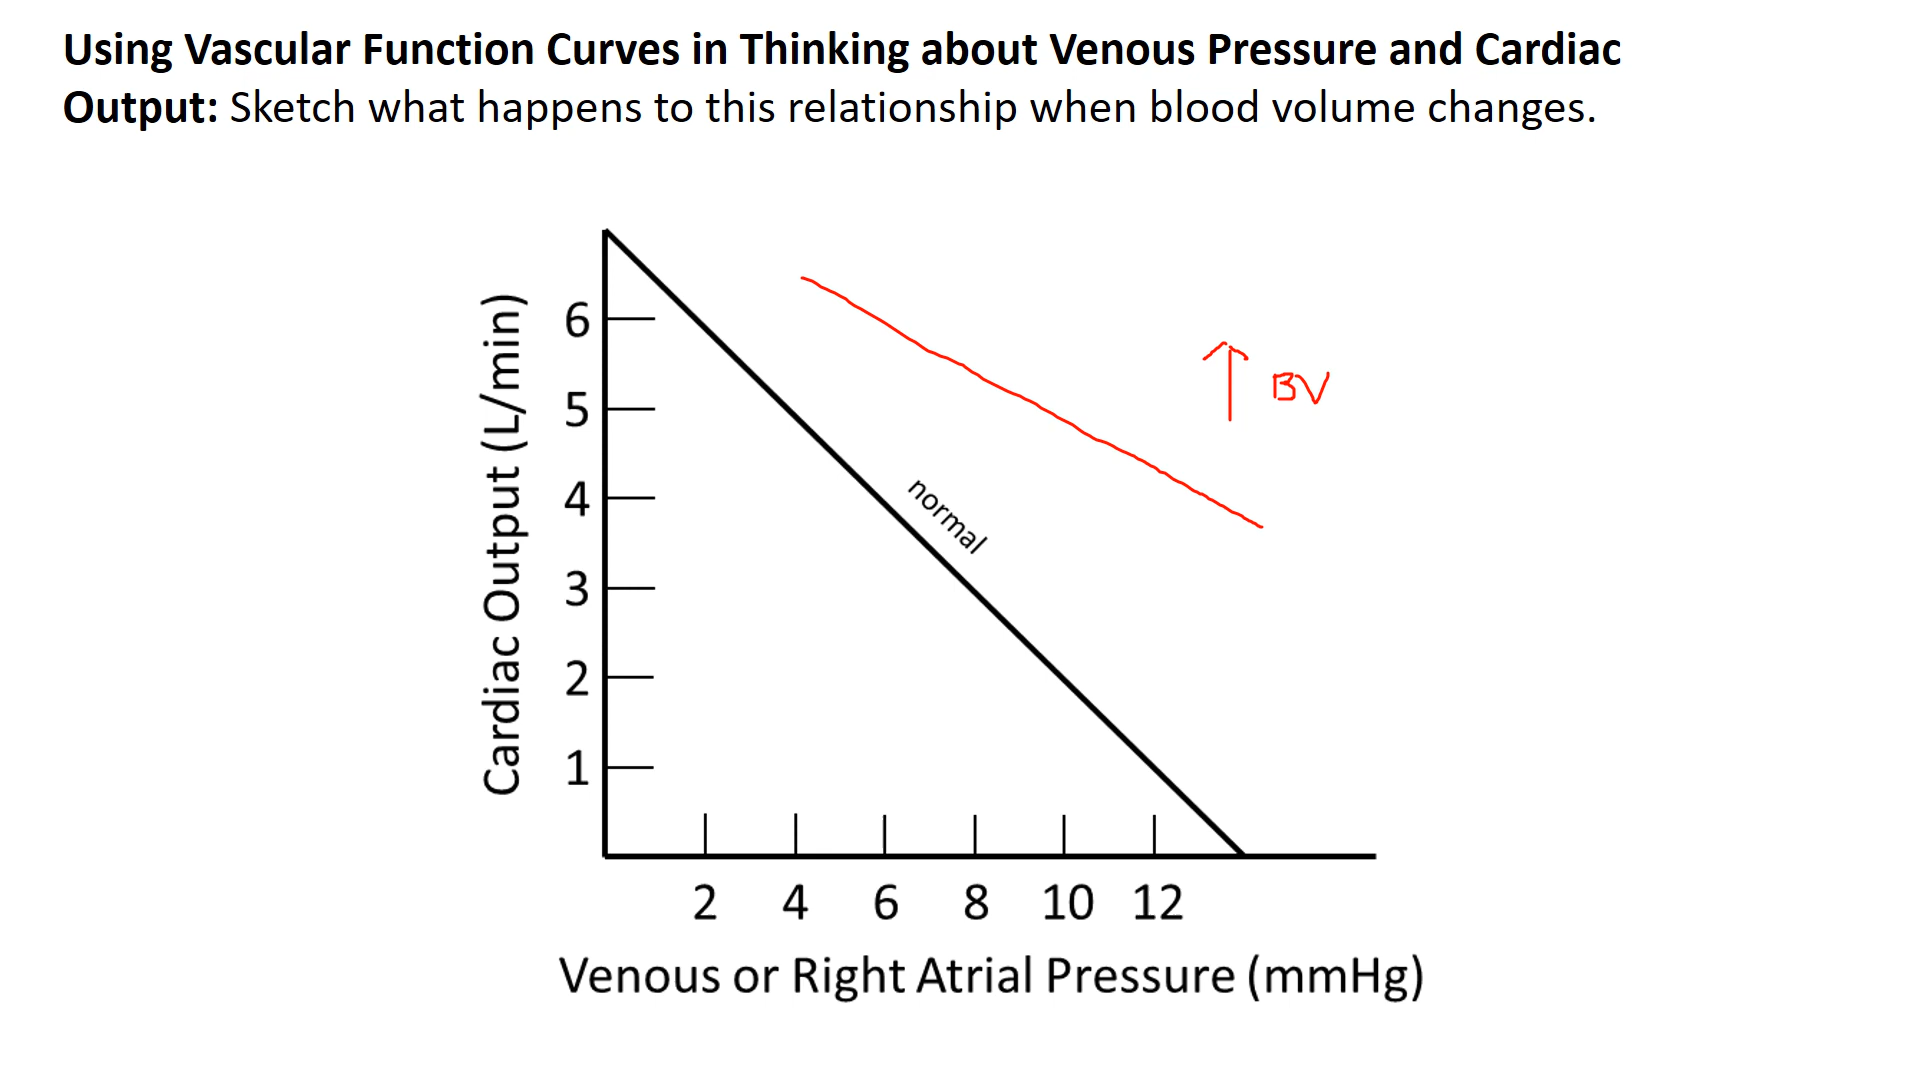 Using Vascular Function Curves in Thinking about Venous Pressure and Cardiac
Output: Sketch what happens to this relationship when blood volume changes.
Cardiac Output (L/min)
6
5
4
3
2
1
normal
↑ BV
2 4 6 8 10 12
Venous or Right Atrial Pressure (mmHg)